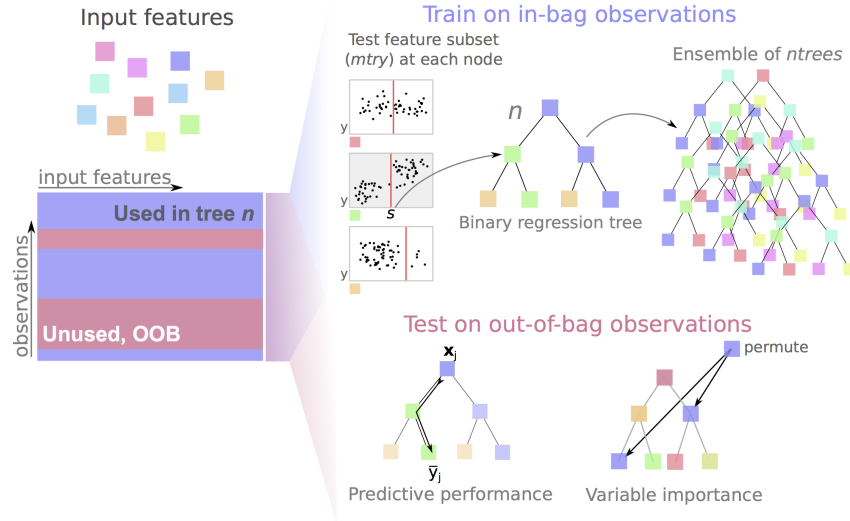 Input features
input features
observations
Used in tree n
Unused, OOB
Train on in-bag observations
Test feature subset
(mtry) at each node
y
y
s
y
n
Binary regression tree
Ensemble of ntrees
Test on out-of-bag observations
xj
y̅j
Predictive performance
permute
Variable importance